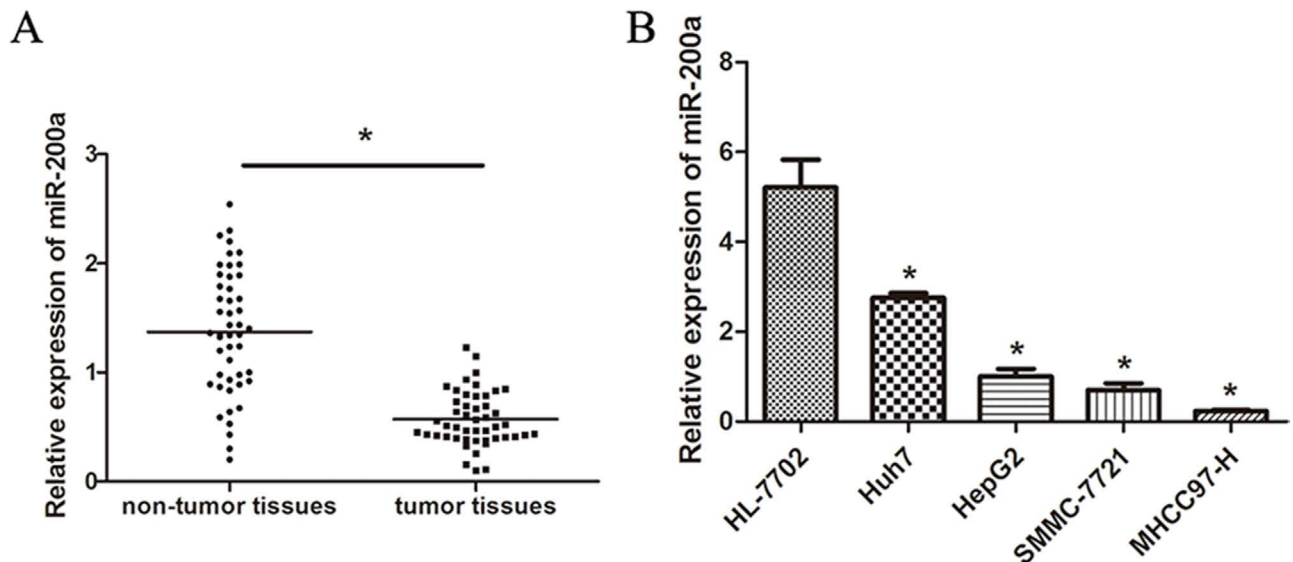 A
Relative expression of miR-200a
3
2
1
0
*
non-tumor tissues
tumor tissues
B
Relative expression of miR-200a
8
6
4
2
0
*
*
*
*
HL-7702
Huh7
HepG2
SMMC-7721
MHCC97-H